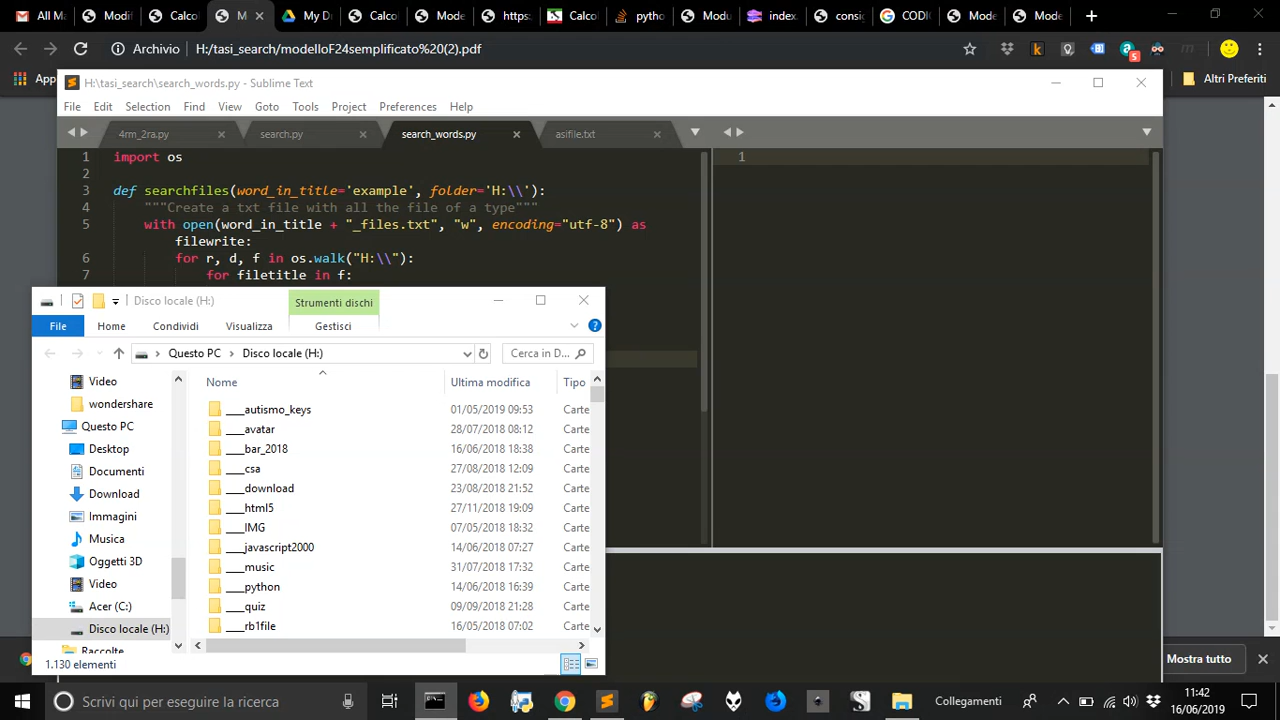 All M
Modif
Calco
M
My D
Calco
Mode
https:
Calcol
python
Modu
index.
consig
CODI
Mode
Mode
Archivio H:/tasi_search/modelloF24semplificato%20(2).pdf
App
Altri Preferiti
H:\tasi_search\search_words.py - Sublime Text
File Edit Selection Find View Goto Tools Project Preferences Help
4rm_2ra.py search.py search_words.py asifile.txt
1 import os
2
3 def searchfiles(word_in_title='example', folder='H:\\'):
4 """Create a txt file with all the file of a type"""
5 with open(word_in_title + "_files.txt", "w", encoding="utf-8") as
filewrite:
6 for r, d, f in os.walk("H:\\"):
7 for filetitle in f:
1
Disco locale (H:) Strumenti dischi
File Home Condividi Visualizza Gestisci
Questo PC Disco locale (H:) Cerca in D...
Nome Ultima modifica Tipo
Video
wondershare
Questo PC
Desktop
Documenti
Download
Immagini
Musica
Oggetti 3D
Video
Acer (C:)
Disco locale (H:)
Raccolte
___autismo_keys 01/05/2019 09:53 Carte
___avatar 28/07/2018 08:12 Carte
___bar_2018 16/06/2018 18:38 Carte
___csa 27/08/2018 12:09 Carte
___download 23/08/2018 21:52 Carte
___html5 27/11/2018 19:09 Carte
___IMG 07/05/2018 18:32 Carte
___javascript2000 14/06/2018 07:27 Carte
___music 31/07/2018 17:32 Carte
___python 14/06/2018 16:39 Carte
___quiz 09/09/2018 21:28 Carte
___rb1file 16/05/2018 07:02 Carte
1.130 elementi
Mostra tutto
Scrivi qui per eseguire la ricerca
Collegamenti
11:42
16/06/2019